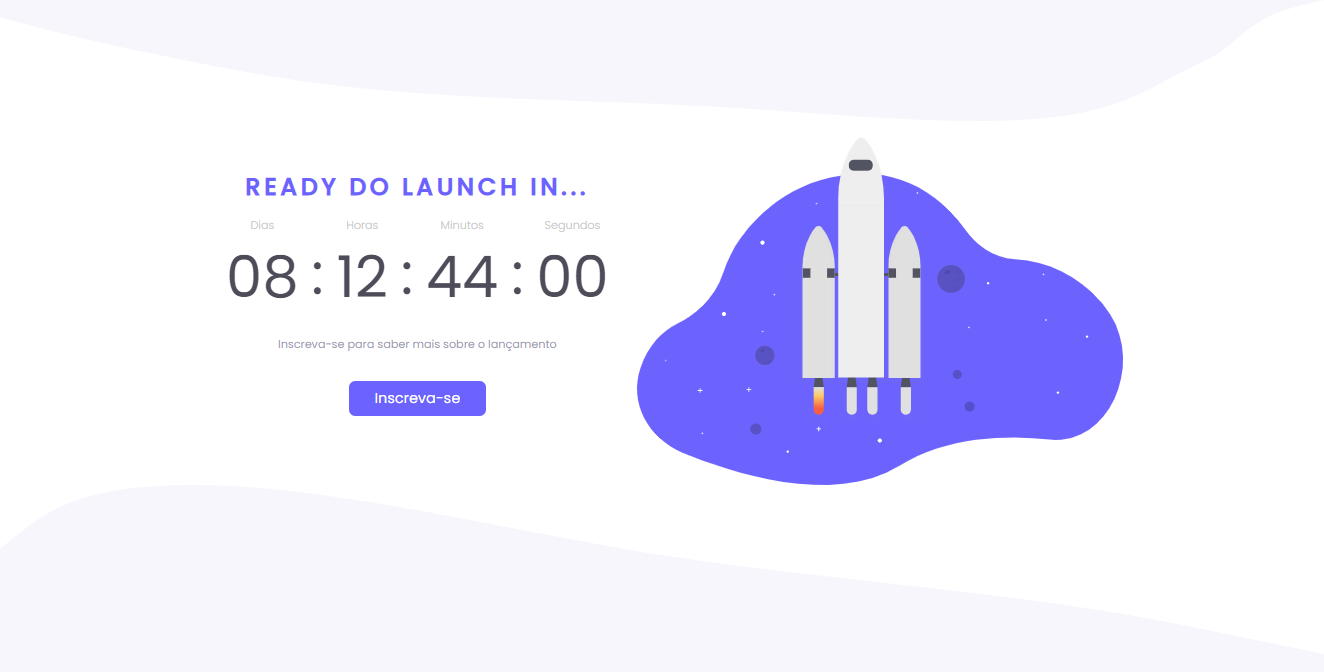 READY DO LAUNCH IN...
Dias Horas Minutos Segundos
08 : 12 : 44 : 00
Inscreva-se para saber mais sobre o lançamento
Inscreva-se